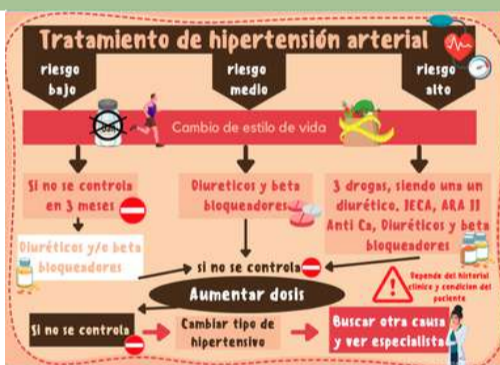 Tratamiento de hipertensión arterial
riesgo
bajo
riesgo
medio
riesgo
alto
Cambio de estilo de vida
Si no se controla
en 3 meses
Diureticos y beta
bloqueadores
3 drogas, siendo una un
diurético. IECA, ARA II
Anti Ca, Diuréticos y beta
bloqueadores
Diuréticos y/o beta
bloqueadores
si no se controla
Depende del historial
clinico y condicion del
paciente
Aumentar dosis
Si no se controla
Cambiar tipo de
hipertensivo
Buscar otra causa
y ver especialista